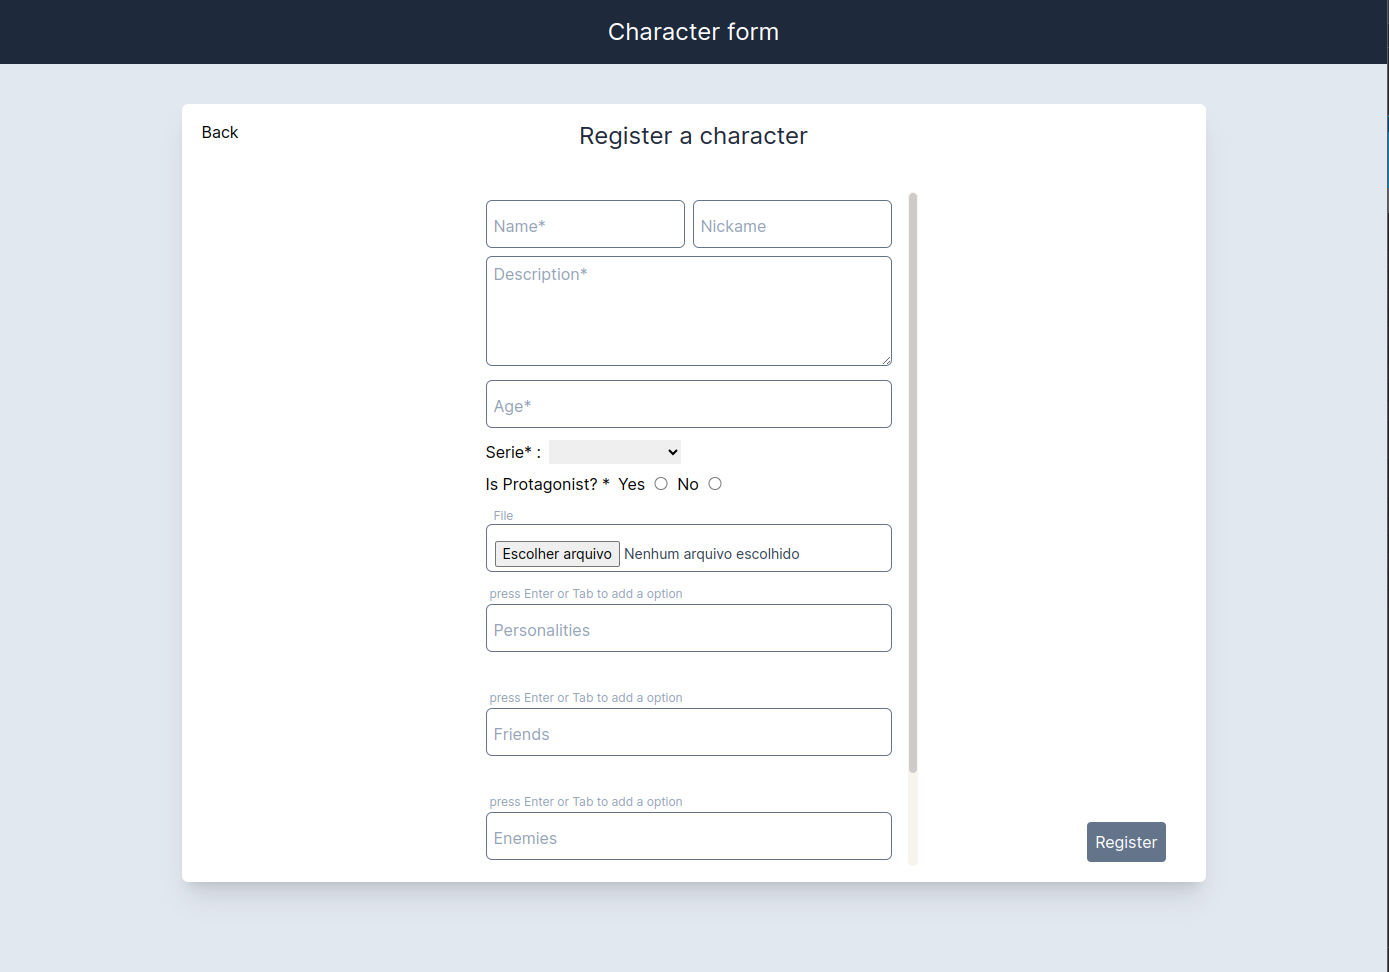 Character form
Back
Register a character
Name* Nickame
Description*
Age*
Serie* :
Is Protagonist? * Yes No
File
Escolher arquivo Nenhum arquivo escolhido
press Enter or Tab to add a option
Personalities
press Enter or Tab to add a option
Friends
press Enter or Tab to add a option
Enemies
Register